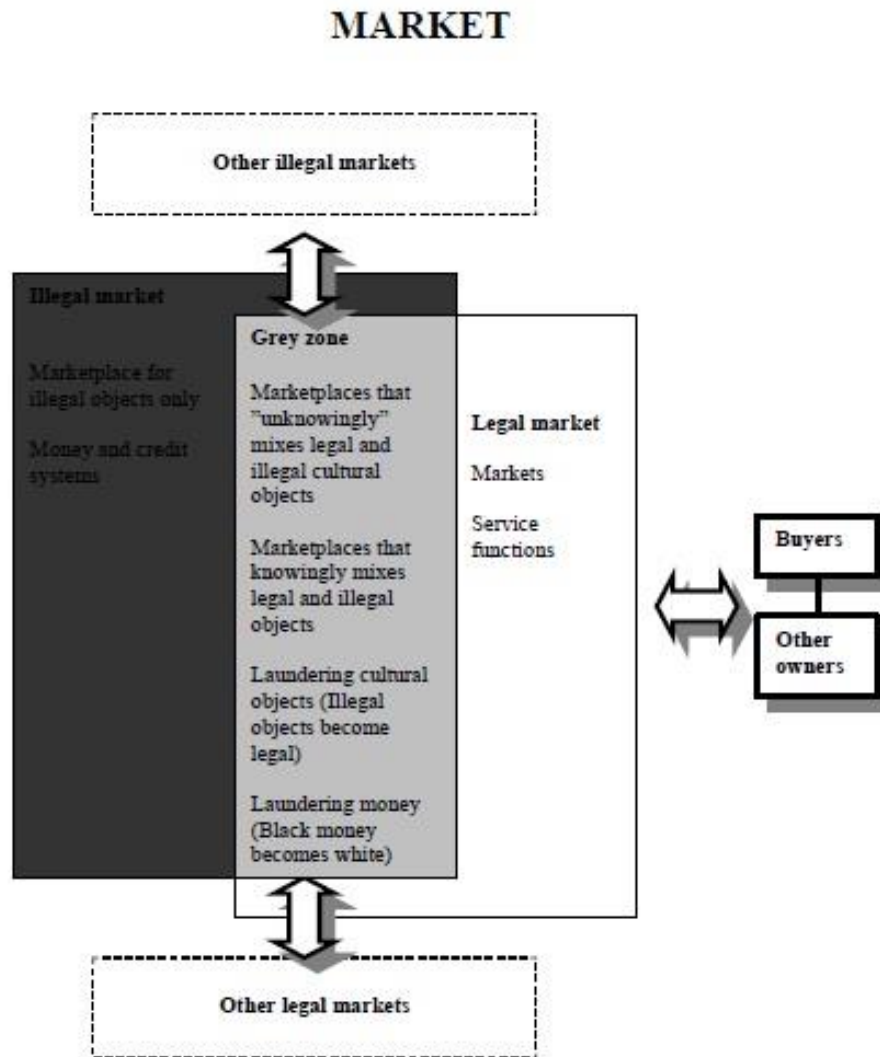 MARKET
Other illegal markets
Illegal market
Marketplace for
illegal objects only
Money and credit
systems
Grey zone
Marketplaces that
”unknowingly”
mixes legal and
illegal cultural
objects
Marketplaces that
knowingly mixes
legal and illegal
objects
Laundering cultural
objects (Illegal
objects become
legal)
Laundering money
(Black money
becomes white)
Legal market
Markets
Service
functions
Buyers
Other
owners
Other legal markets